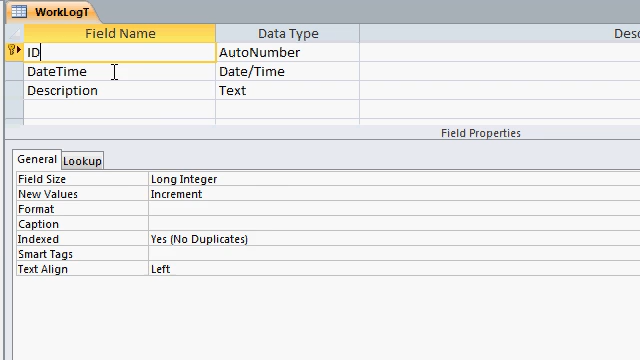 WorkLogT
Field Name Data Type Desc
ID AutoNumber
DateTime Date/Time
Description Text
Field Properties
General Lookup
Field Size Long Integer
New Values Increment
Format
Caption
Indexed Yes (No Duplicates)
Smart Tags
Text Align Left